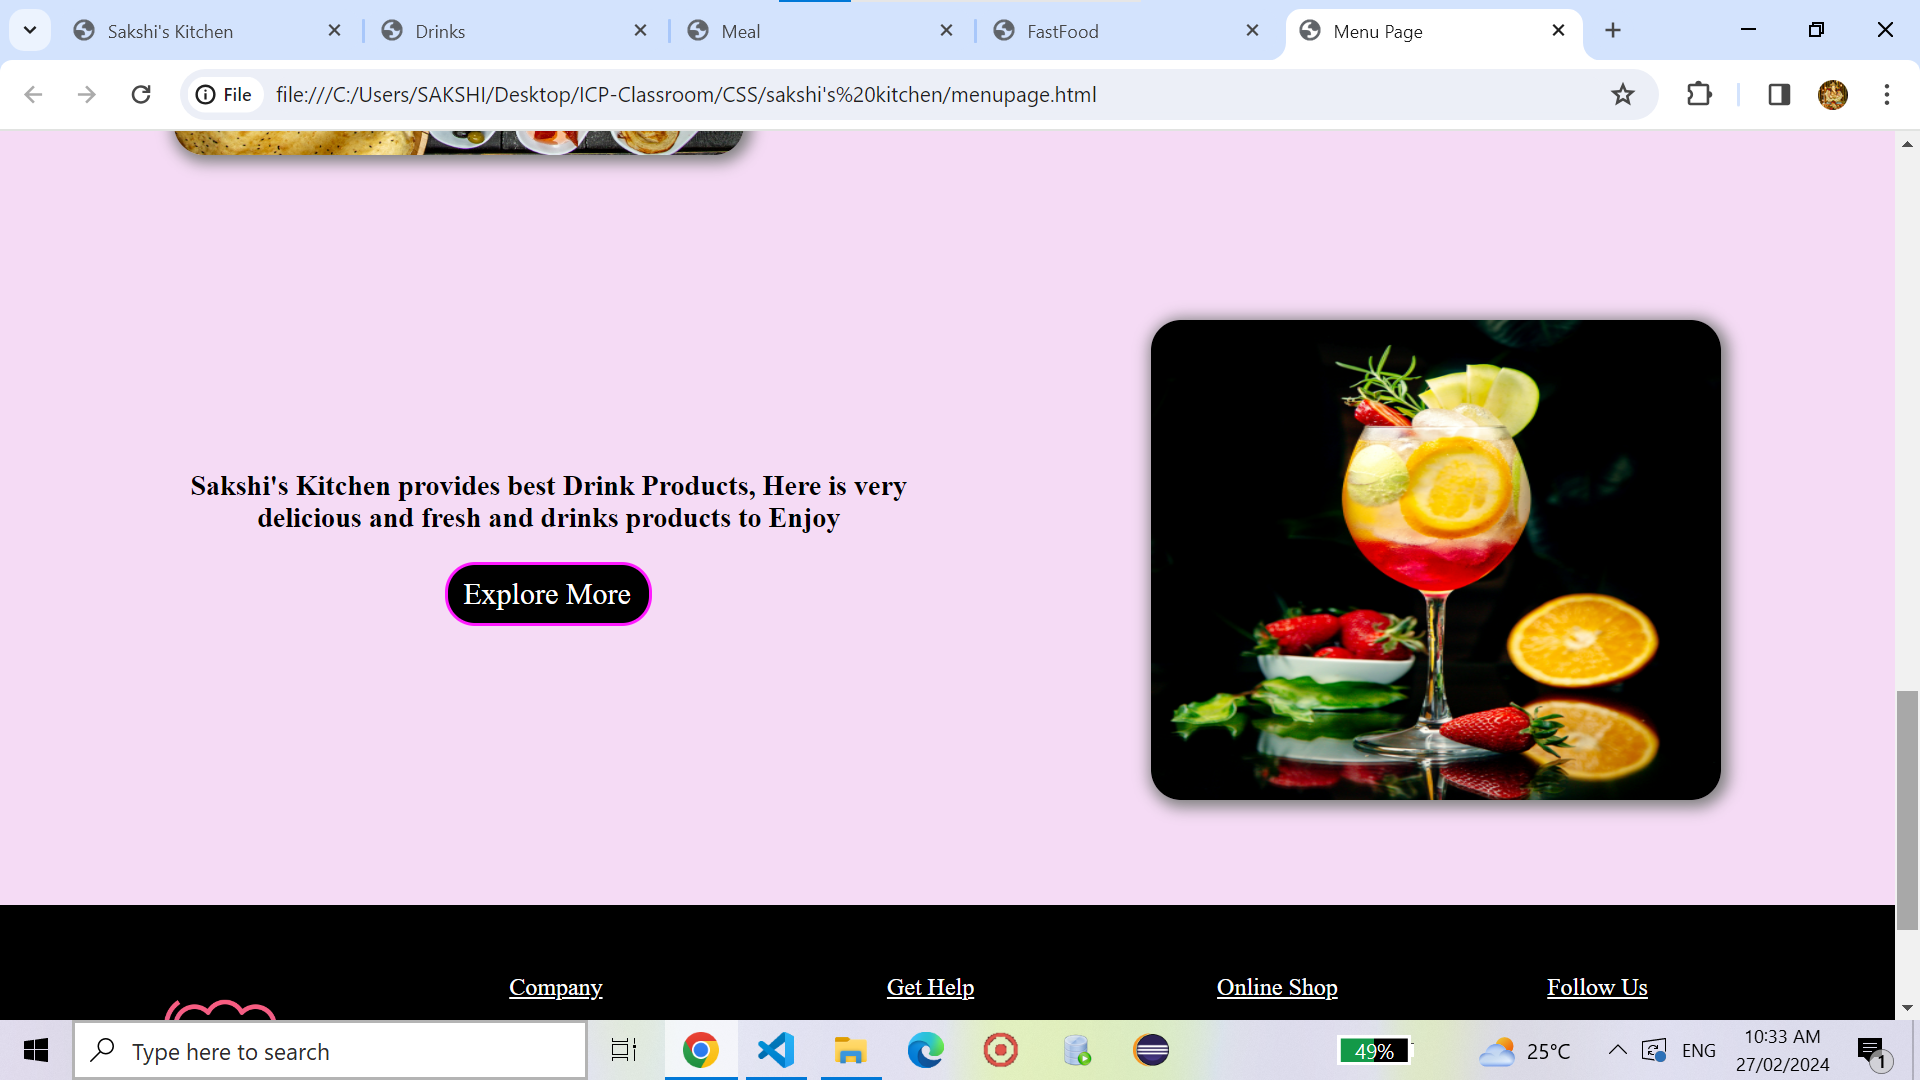 Sakshi's Kitchen
Drinks
Meal
FastFood
Menu Page
File
file:///C:/Users/SAKSHI/Desktop/ICP-Classroom/CSS/sakshi's%20kitchen/menupage.html
Sakshi's Kitchen provides best Drink Products, Here is very
delicious and fresh and drinks products to Enjoy
Explore More
Company
Get Help
Online Shop
Follow Us
Type here to search
49%
25°C
ENG
10:33 AM
27/02/2024
1